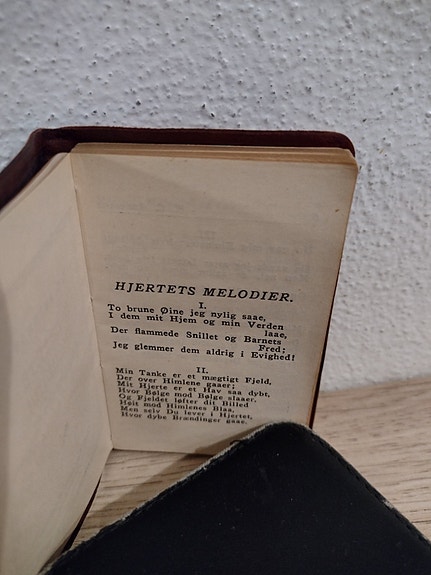 HJERTETS MELODIER.
I.
To brune Øine jeg nylig saae,
I dem mit Hjem og min Verden
laae,
Der flammede Snillet og Barnets
Fred;
Jeg glemmer dem aldrig i Evighed!
II.
Min Tanke er et mægtigt Fjeld,
Der over Himlene gaaer;
Mit Hjerte er et Hav saa dybt,
Hvor Bølge mod Bølge slaaer.
Og Fjeldet løfter dit Billed
Høit mod Himlenes Blaa,
Men selv Du lever i Hjertet,
Hvor dybe Brændinger gaae.